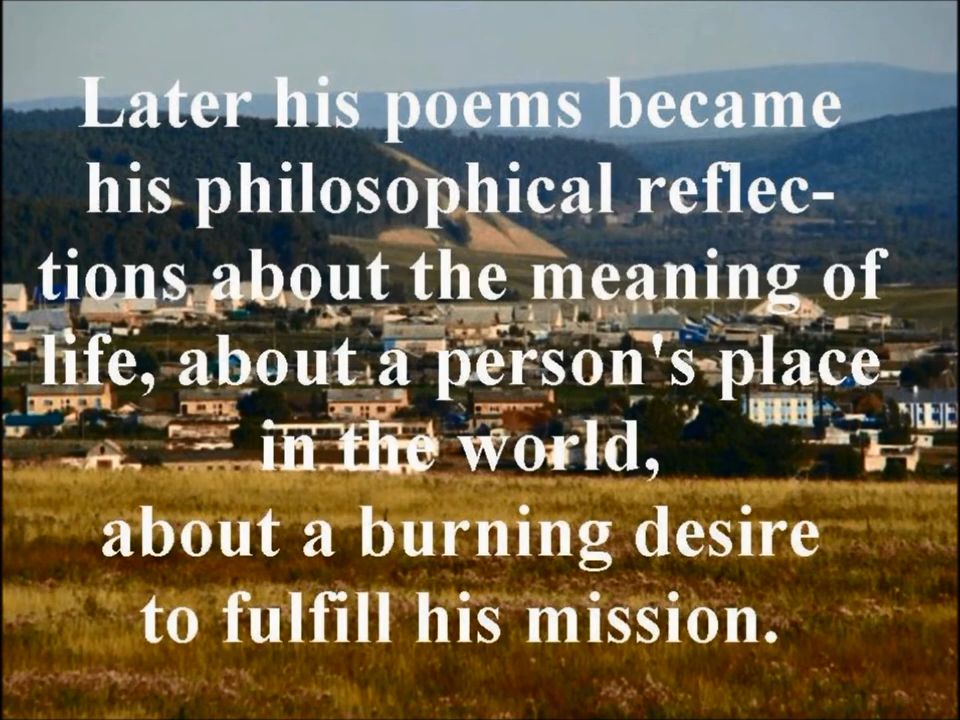 Later his poems became
his philosophical reflec-
tions about the meaning of
life, about a person's place
in the world,
about a burning desire
to fulfill his mission.